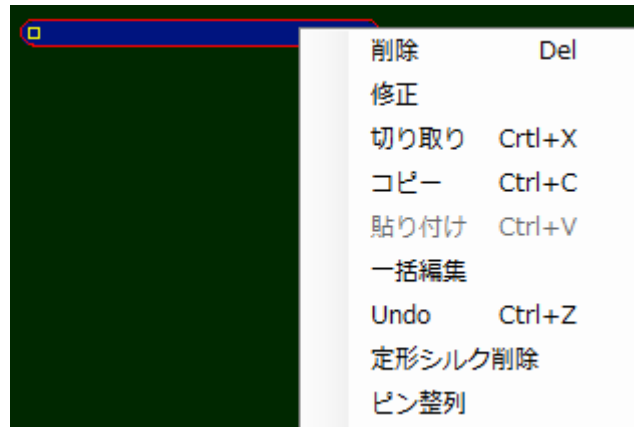 削除 Del
修正
切り取り Crtl+X
コピー Ctrl+C
貼り付け Ctrl+V
一括編集
Undo Ctrl+Z
定形シルク削除
ピン整列